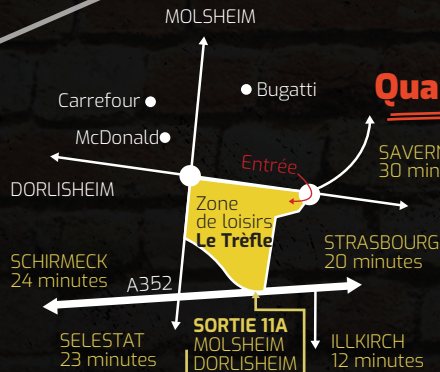 MOLSHEIM
Bugatti
Carrefour
Qua
McDonald
SAVERN
30 min
Entrée
DORLISHEIM
Zone
de loisirs
Le Trèfle
STRASBOURG
20 minutes
SCHIRMECK
24 minutes
A352
SORTIE 11A
MOLSHEIM
DORLISHEIM
SELESTAT
23 minutes
ILLKIRCH
12 minutes